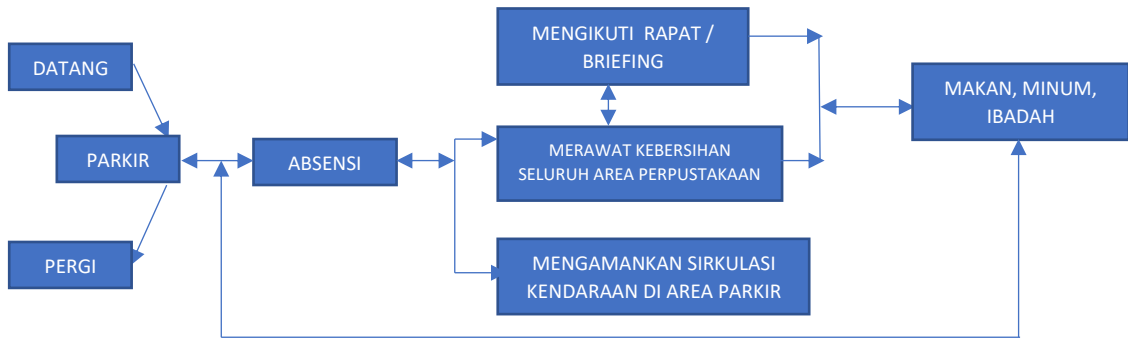 DATANG
PARKIR
PERGI
ABSENSI
MENGIKUTI RAPAT /
BRIEFING
MERAWAT KEBERSIHAN
SELURUH AREA PERPUSTAKAAN
MENGAMANKAN SIRKULASI
KENDARAAN DI AREA PARKIR
MAKAN, MINUM,
IBADAH